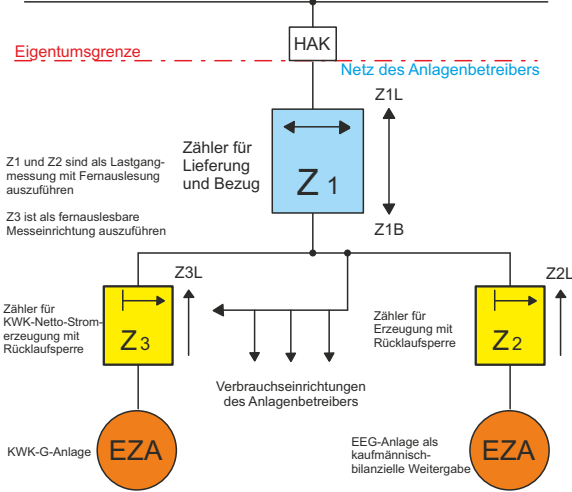 HAK
Eigentumsgrenze
Netz des Anlagenbetreibers
Z1L
Zähler für
Lieferung
und Bezug
Z 1
Z1 und Z2 sind als Lastgang-
messung mit Fernauslesung
auszuführen
Z3 ist als fernauslesbare
Messeinrichtung auszuführen
Z1B
Z3L
Z2L
Zähler für
KWK-Netto-Strom-
erzeugung mit
Rücklaufsperre
Z3
Zähler für
Erzeugung mit
Rücklaufsperre
Z2
Verbrauchseinrichtungen
des Anlagenbetreibers
KWK-G-Anlage
EZA
EEG-Anlage als
kaufmännisch-
bilanzielle Weitergabe
EZA